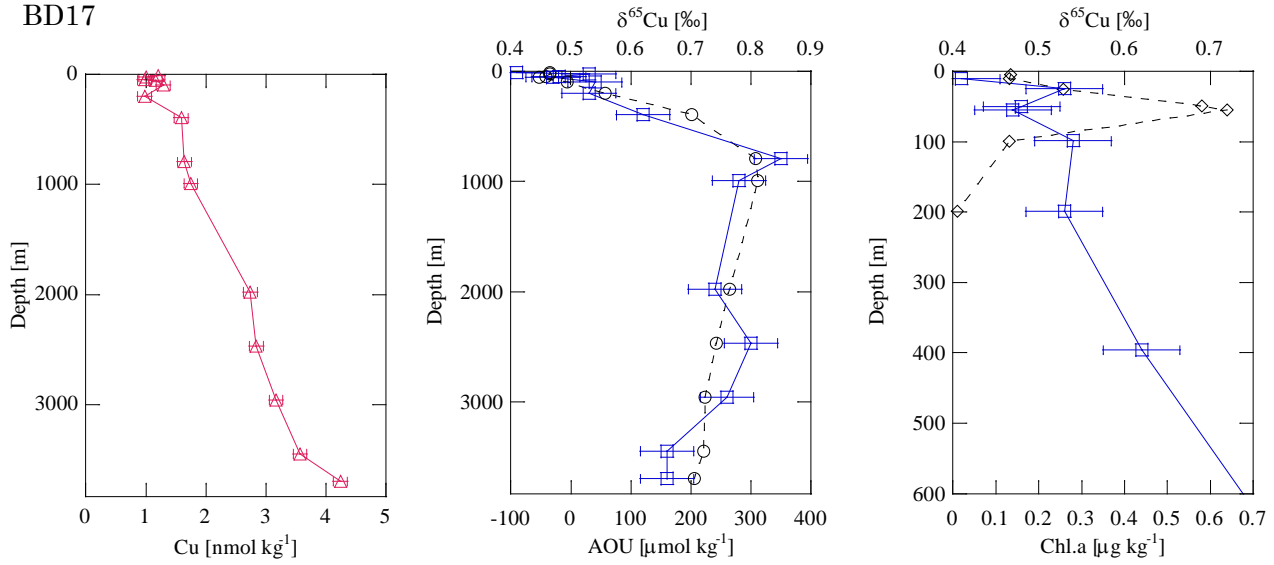 BD17
0
1000
2000
3000
Depth [m]
0 1 2 3 4 5
Cu [nmol kg⁻¹]
δ⁶⁵Cu [‰]
0.4 0.5 0.6 0.7 0.8 0.9
0
1000
2000
3000
Depth [m]
-100 0 100 200 300 400
AOU [μmol kg⁻¹]
δ⁶⁵Cu [‰]
0.4 0.5 0.6 0.7
0
100
200
300
400
500
600
Depth [m]
0 0.1 0.2 0.3 0.4 0.5 0.6 0.7
Chl.a [μg kg⁻¹]